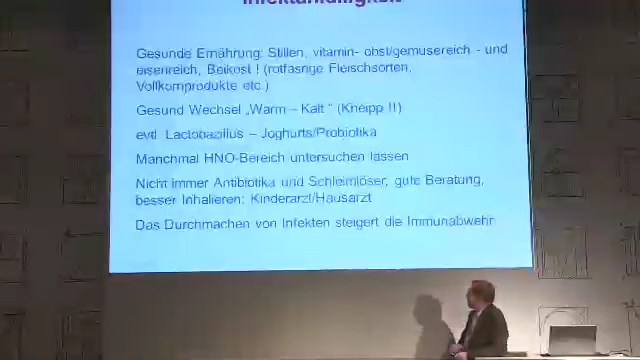 Infektanfälligkeit
Gesunde Ernährung: Stillen, vitamin- obst/gemüsereich - und
eisenreich, Beikost ! (rotfasrige Fleischsorten,
Vollkornprodukte etc.)
Gesund Wechsel „Warm – Kalt “ (Kneipp !!)
evtl. Lactobazillus – Joghurts/Probiotika
Manchmal HNO-Bereich untersuchen lassen
Nicht immer Antibiotika und Schleimlöser, gute Beratung,
besser Inhalieren: Kinderarzt/Hausarzt
Das Durchmachen von Infekten steigert die Immunabwehr